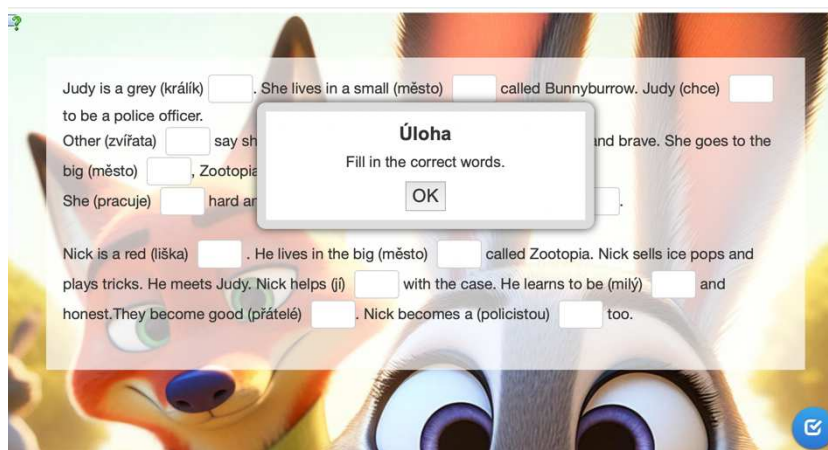 Judy is a grey (králík) . She lives in a small (město) called Bunnyburrow. Judy (chce)
to be a police officer.
Other (zvířata) say sh and brave. She goes to the
big (město) , Zootopia
She (pracuje) hard an .
Úloha
Fill in the correct words.
OK
Nick is a red (liška) . He lives in the big (město) called Zootopia. Nick sells ice pops and
plays tricks. He meets Judy. Nick helps (jí) with the case. He learns to be (milý) and
honest.They become good (přátelé) . Nick becomes a (policistou) too.